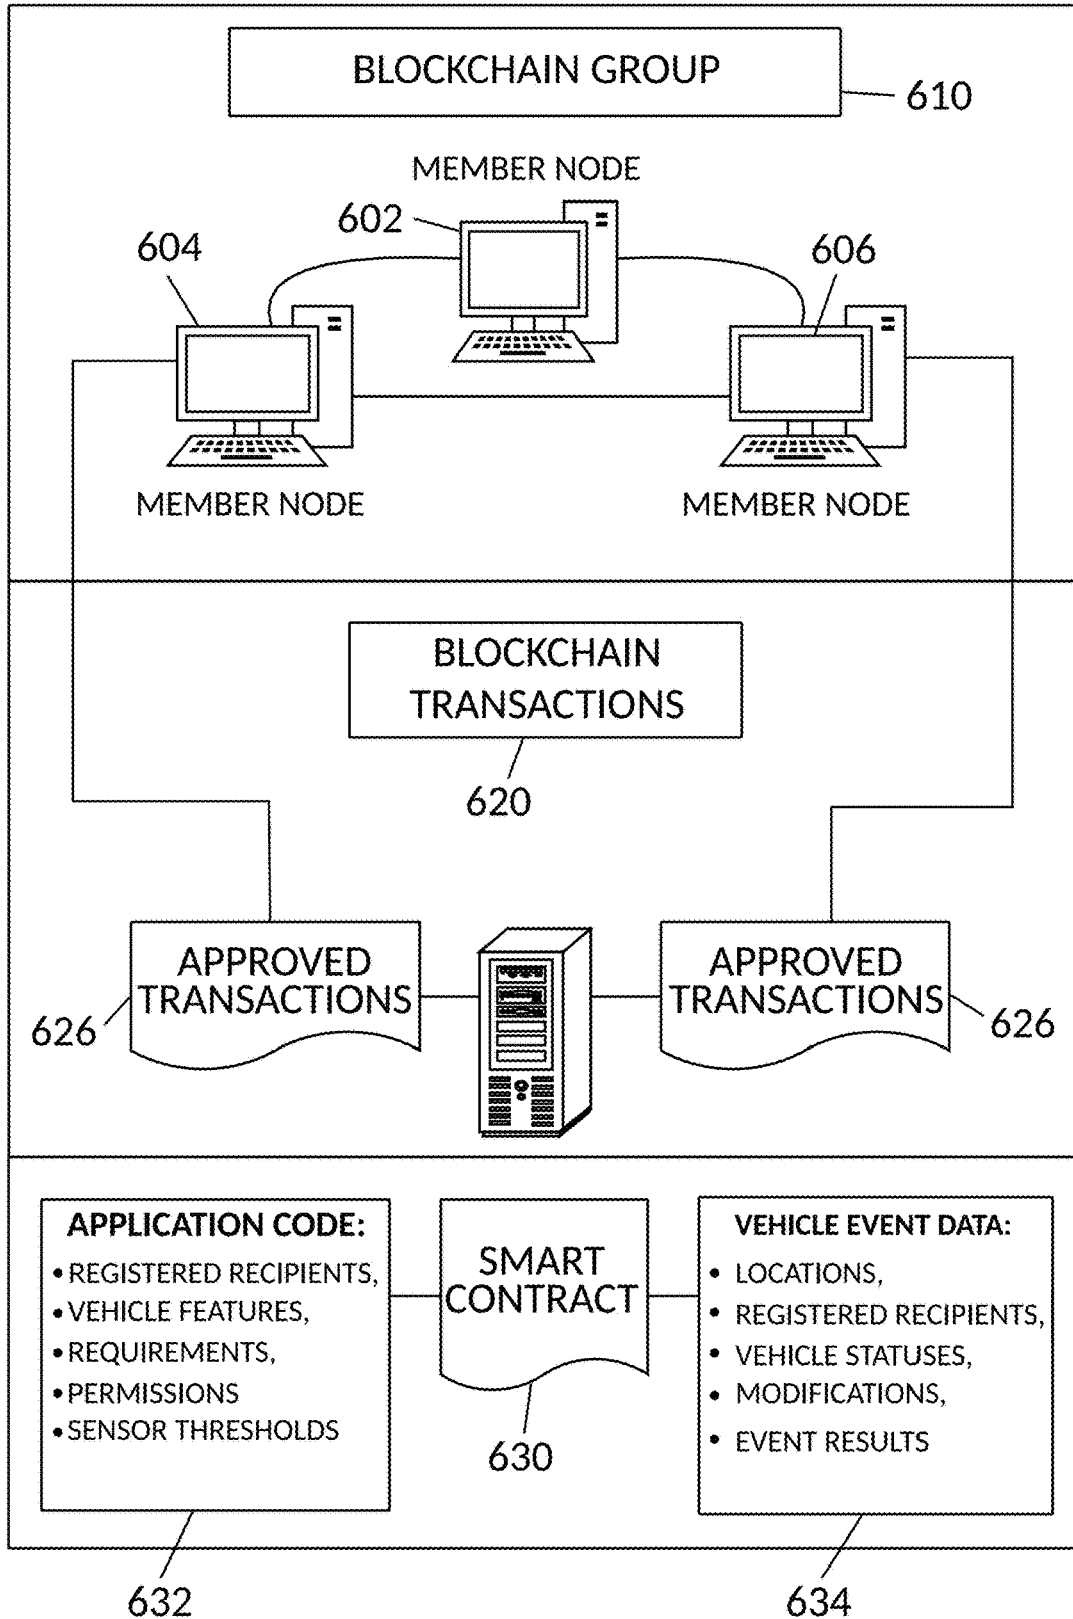 BLOCKCHAIN GROUP
610
MEMBER NODE
602
604
606
MEMBER NODE
MEMBER NODE
BLOCKCHAIN
TRANSACTIONS
620
APPROVED
TRANSACTIONS
626
APPROVED
TRANSACTIONS
626
APPLICATION CODE:
• REGISTERED RECIPIENTS,
• VEHICLE FEATURES,
• REQUIREMENTS,
• PERMISSIONS
• SENSOR THRESHOLDS
632
SMART
CONTRACT
630
VEHICLE EVENT DATA:
• LOCATIONS,
• REGISTERED RECIPIENTS,
• VEHICLE STATUSES,
• MODIFICATIONS,
• EVENT RESULTS
634